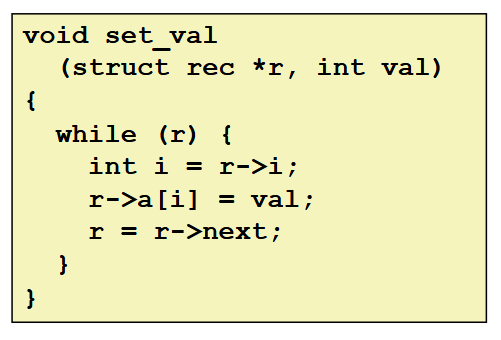 void set_val
(struct rec *r, int val)
{
while (r) {
int i = r->i;
r->a[i] = val;
r = r->next;
}
}